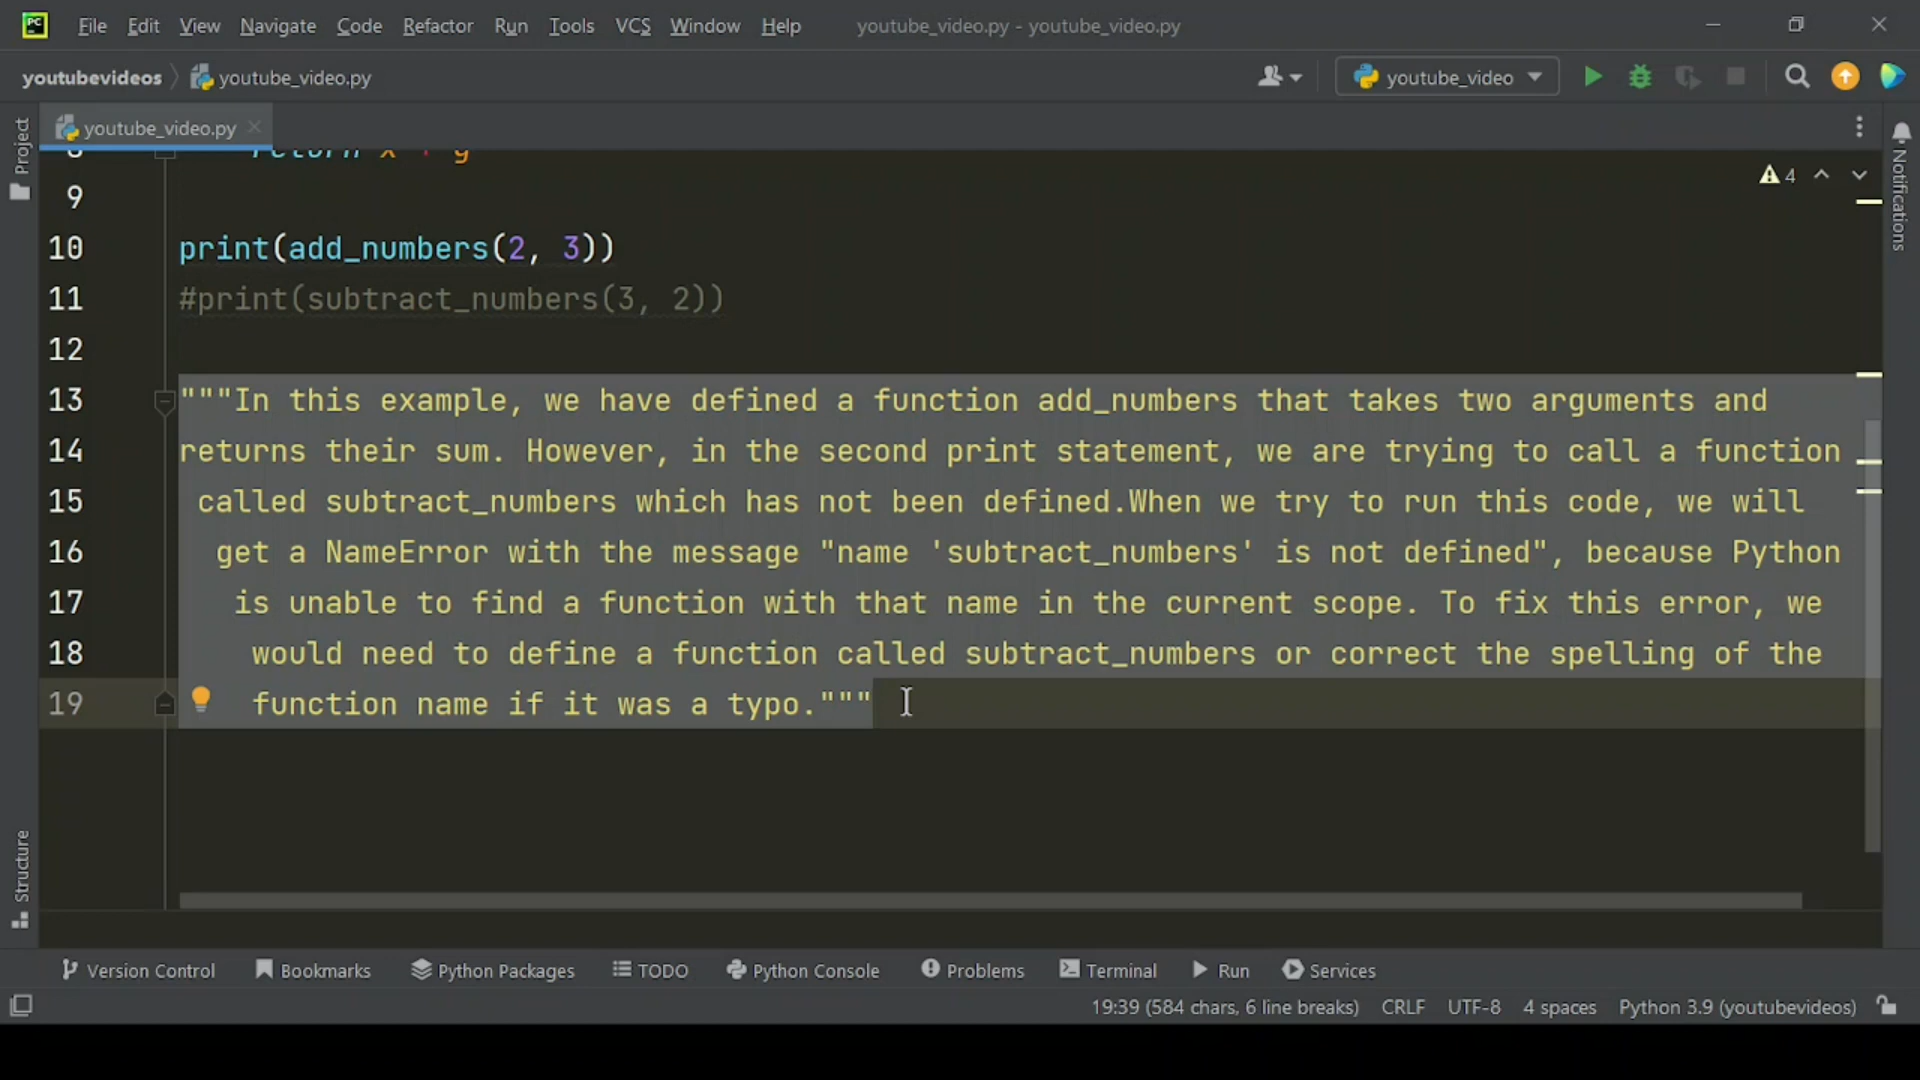 PC File Edit View Navigate Code Refactor Run Tools VCS Window Help youtube_video.py - youtube_video.py
youtubevideos youtube_video.py youtube_video
youtube_video.py
Project
Notifications
8 return x + y
4
9
10 print(add_numbers(2, 3))
11 #print(subtract_numbers(3, 2))
12
13 """In this example, we have defined a function add_numbers that takes two arguments and
14 returns their sum. However, in the second print statement, we are trying to call a function
15 called subtract_numbers which has not been defined.When we try to run this code, we will
16 get a NameError with the message "name 'subtract_numbers' is not defined", because Python
17 is unable to find a function with that name in the current scope. To fix this error, we
18 would need to define a function called subtract_numbers or correct the spelling of the
19 function name if it was a typo."""
Structure
Version Control Bookmarks Python Packages TODO Python Console Problems Terminal Run Services
19:39 (584 chars, 6 line breaks) CRLF UTF-8 4 spaces Python 3.9 (youtubevideos)